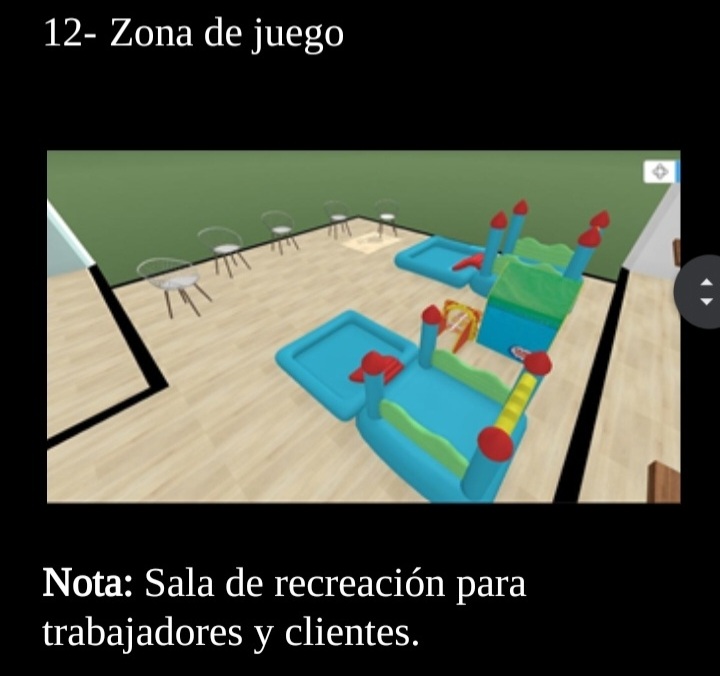 12- Zona de juego
Nota: Sala de recreación para
trabajadores y clientes.